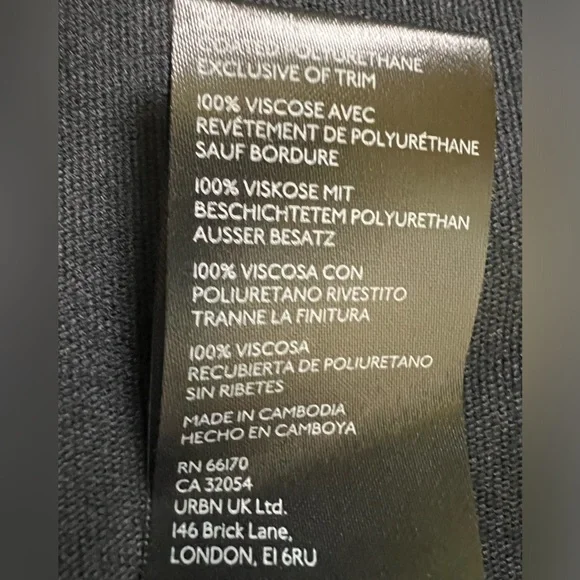 COATED POLYURETHANE
EXCLUSIVE OF TRIM
100% VISCOSE AVEC
REVÊTEMENT DE POLYURÉTHANE
SAUF BORDURE
100% VISKOSE MIT
BESCHICHTETEM POLYURETHAN
AUSSER BESATZ
100% VISCOSA CON
POLIURETANO RIVESTITO
TRANNE LA FINITURA
100% VISCOSA
RECUBIERTA DE POLIURETANO
SIN RIBETES
MADE IN CAMBODIA
HECHO EN CAMBOYA
RN 66170
CA 32054
URBN UK Ltd.
146 Brick Lane,
LONDON, E1 6RU